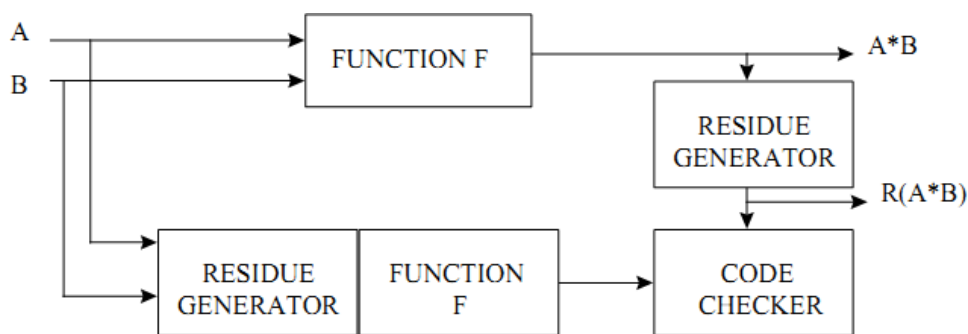 A
B
FUNCTION F
A*B
RESIDUE
GENERATOR
R(A*B)
RESIDUE
GENERATOR
FUNCTION
F
CODE
CHECKER